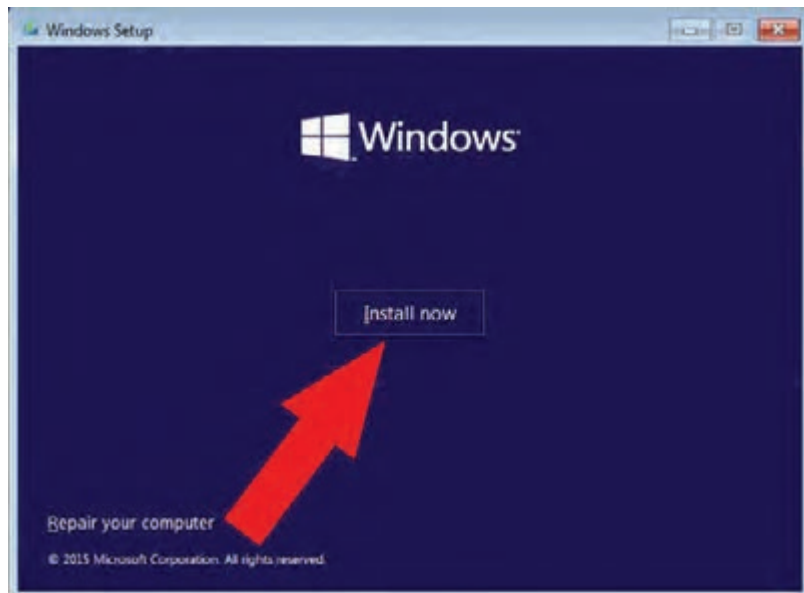 Windows Setup
Windows
Install now
Repair your computer
© 2015 Microsoft Corporation. All rights reserved.